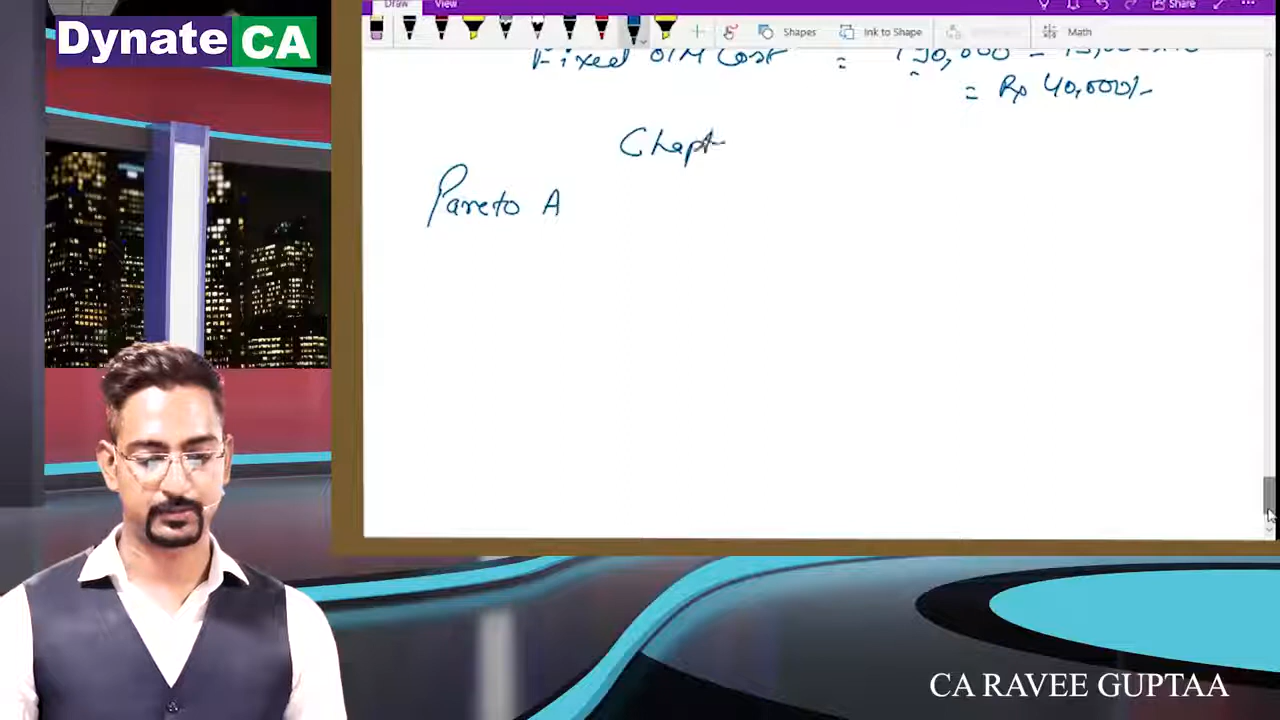 Dynate CA
Draw View Share
Shapes Ink to Shape Math
Fixed O/M Cost =
= Rs 40,000/-
Chapt
Pareto A
CA RAVEE GUPTAA